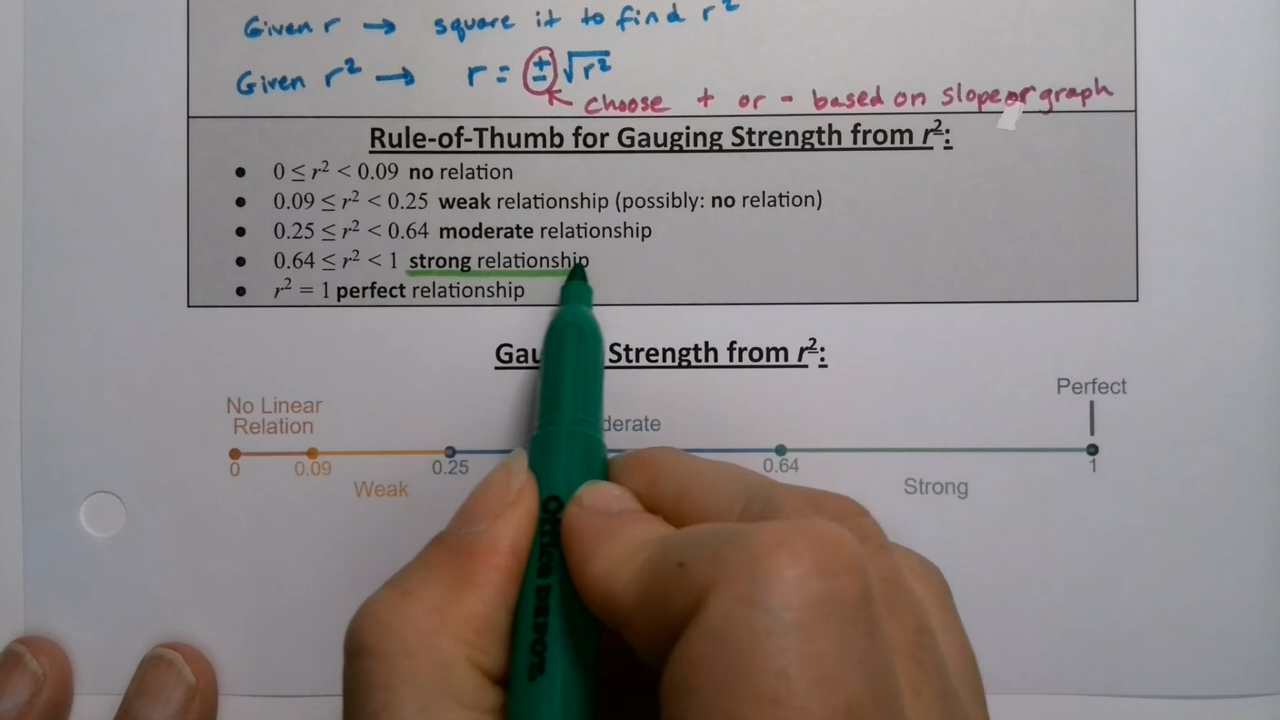 Given r → square it to find r²
Given r² → r = ±√r²
choose + or - based on slope or graph
Rule-of-Thumb for Gauging Strength from r²:
• 0 ≤ r² < 0.09 no relation
• 0.09 ≤ r² < 0.25 weak relationship (possibly: no relation)
• 0.25 ≤ r² < 0.64 moderate relationship
• 0.64 ≤ r² < 1 strong relationship
• r² = 1 perfect relationship
Gau Strength from r²:
Perfect
No Linear
Relation
derate
0 0.09 0.25 0.64 1
Weak Strong
Office DEPOT